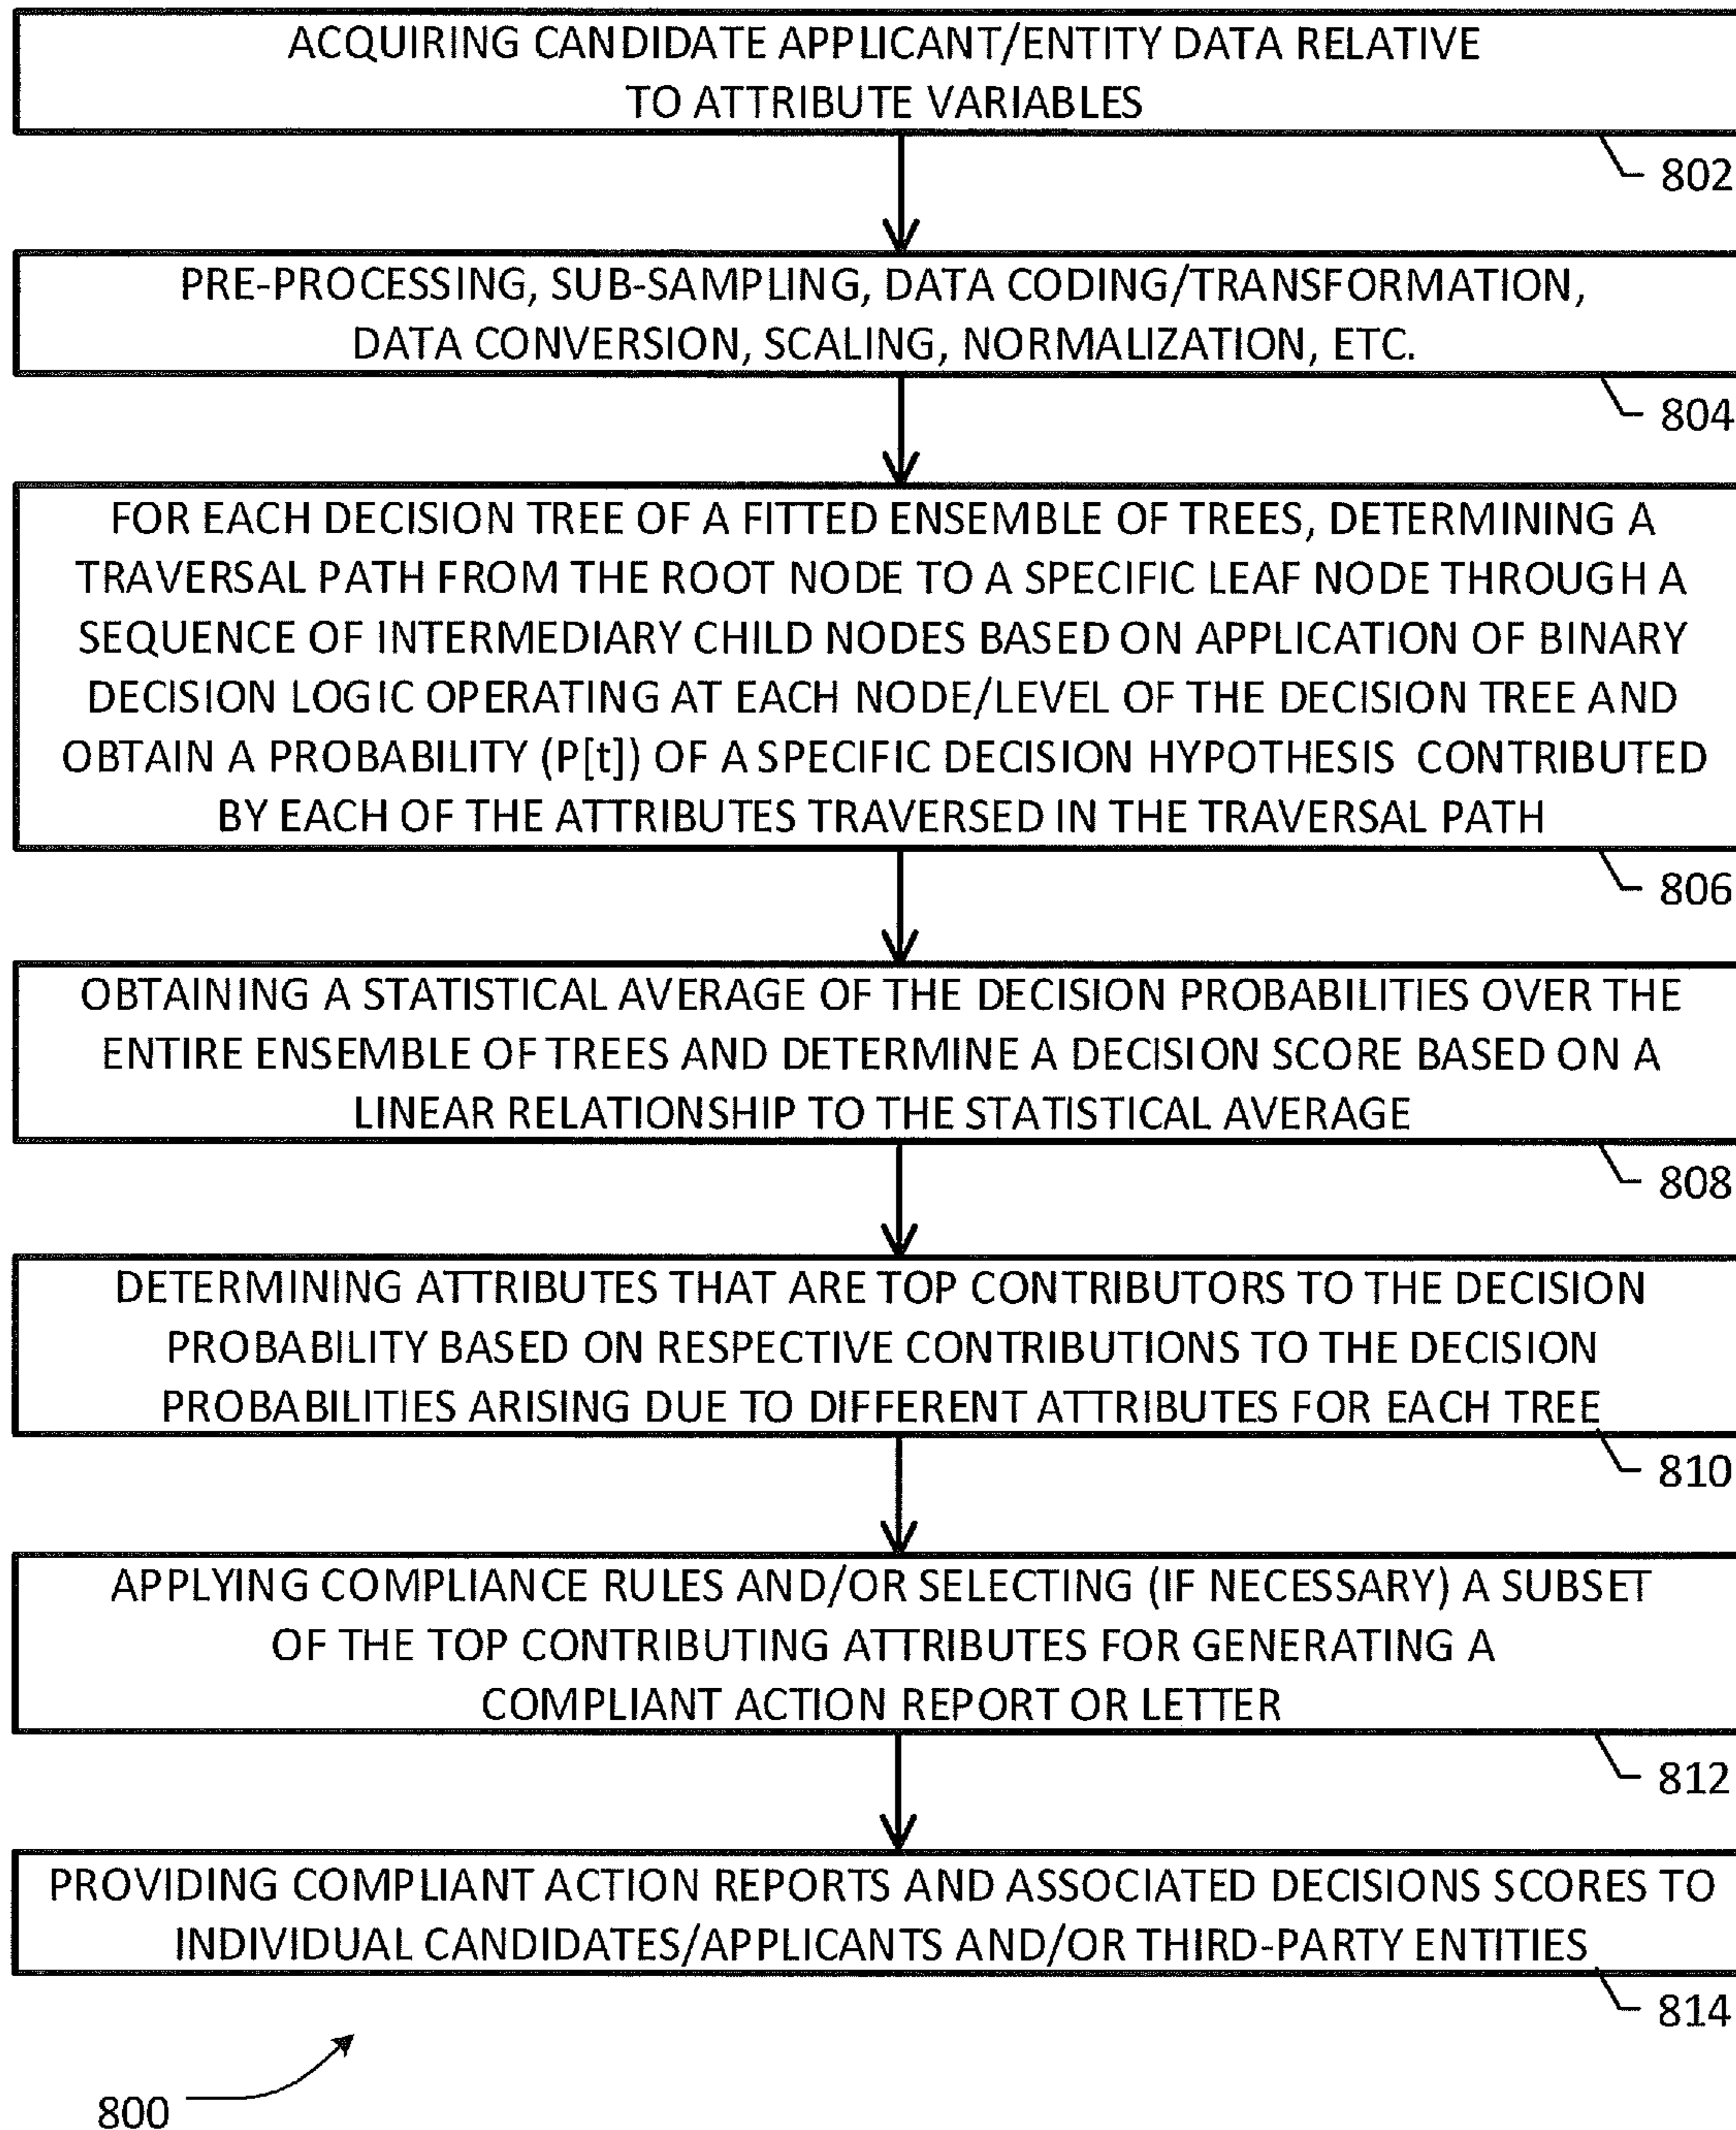 ACQUIRING CANDIDATE APPLICANT/ENTITY DATA RELATIVE
TO ATTRIBUTE VARIABLES
802
PRE-PROCESSING, SUB-SAMPLING, DATA CODING/TRANSFORMATION,
DATA CONVERSION, SCALING, NORMALIZATION, ETC.
804
FOR EACH DECISION TREE OF A FITTED ENSEMBLE OF TREES, DETERMINING A
TRAVERSAL PATH FROM THE ROOT NODE TO A SPECIFIC LEAF NODE THROUGH A
SEQUENCE OF INTERMEDIARY CHILD NODES BASED ON APPLICATION OF BINARY
DECISION LOGIC OPERATING AT EACH NODE/LEVEL OF THE DECISION TREE AND
OBTAIN A PROBABILITY (P[t]) OF A SPECIFIC DECISION HYPOTHESIS CONTRIBUTED
BY EACH OF THE ATTRIBUTES TRAVERSED IN THE TRAVERSAL PATH
806
OBTAINING A STATISTICAL AVERAGE OF THE DECISION PROBABILITIES OVER THE
ENTIRE ENSEMBLE OF TREES AND DETERMINE A DECISION SCORE BASED ON A
LINEAR RELATIONSHIP TO THE STATISTICAL AVERAGE
808
DETERMINING ATTRIBUTES THAT ARE TOP CONTRIBUTORS TO THE DECISION
PROBABILITY BASED ON RESPECTIVE CONTRIBUTIONS TO THE DECISION
PROBABILITIES ARISING DUE TO DIFFERENT ATTRIBUTES FOR EACH TREE
810
APPLYING COMPLIANCE RULES AND/OR SELECTING (IF NECESSARY) A SUBSET
OF THE TOP CONTRIBUTING ATTRIBUTES FOR GENERATING A
COMPLIANT ACTION REPORT OR LETTER
812
PROVIDING COMPLIANT ACTION REPORTS AND ASSOCIATED DECISIONS SCORES TO
INDIVIDUAL CANDIDATES/APPLICANTS AND/OR THIRD-PARTY ENTITIES
814
800